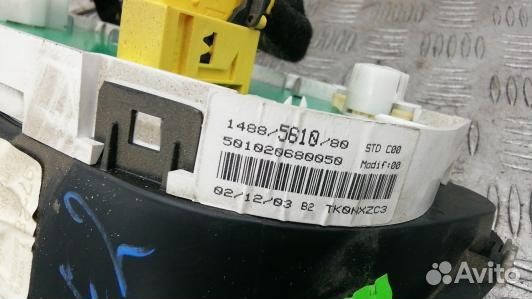 1488/5610/80 STD C00
501020680050 Modif:00
02/12/03 B2 TK0NXZC3
Avito